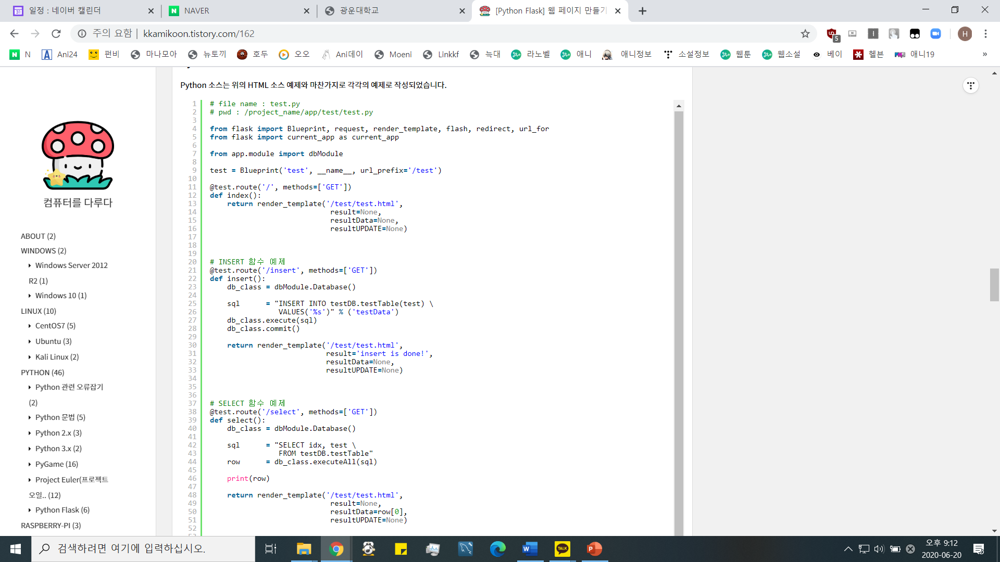 일정 : 네이버 캘린더
NAVER
광운대학교
[Python Flask] 웹 페이지 만들기
주의 요함 | kkamikoon.tistory.com/162
5
H
N Ani24 펀비 마나모아 뉴토끼 호두 오오 Ani데이 Moeni Linkkf 늑대 라노벨 애니 애니정보 소설정보 웹툰 웹소설 베이 헬븐 애니19 »
컴퓨터를 다루다
ABOUT (2)
WINDOWS (2)
Windows Server 2012
R2 (1)
Windows 10 (1)
LINUX (10)
CentOS7 (5)
Ubuntu (3)
Kali Linux (2)
PYTHON (46)
Python 관련 오류잡기
(2)
Python 문법 (5)
Python 2.x (3)
Python 3.x (2)
PyGame (16)
Project Euler(프로젝트
오일.. (12)
Python Flask (6)
RASPBERRY-PI (3)
Python 소스는 위의 HTML 소스 예제와 마찬가지로 각각의 예제로 작성되었습니다.
1 # file name : test.py
2 # pwd : /project_name/app/test/test.py
3
4 from flask import Blueprint, request, render_template, flash, redirect, url_for
5 from flask import current_app as current_app
6
7 from app.module import dbModule
8
9 test = Blueprint('test', __name__, url_prefix='/test')
10
11 @test.route('/', methods=['GET'])
12 def index():
13     return render_template('/test/test.html',
14                             result=None,
15                             resultData=None,
16                             resultUPDATE=None)
17
18
19
20 # INSERT 함수 예제
21 @test.route('/insert', methods=['GET'])
22 def insert():
23     db_class = dbModule.Database()
24
25     sql      = "INSERT INTO testDB.testTable(test) \
26                 VALUES('%s')" % ('testData')
27     db_class.execute(sql)
28     db_class.commit()
29
30     return render_template('/test/test.html',
31                            result='insert is done!',
32                            resultData=None,
33                            resultUPDATE=None)
34
35
36
37 # SELECT 함수 예제
38 @test.route('/select', methods=['GET'])
39 def select():
40     db_class = dbModule.Database()
41
42     sql      = "SELECT idx, test \
43                 FROM testDB.testTable"
44     row      = db_class.executeAll(sql)
45
46     print(row)
47
48     return render_template('/test/test.html',
49                             result=None,
50                             resultData=row[0],
51                             resultUPDATE=None)
52
검색하려면 여기에 입력하십시오.
TALK
오후 9:12
2020-06-20